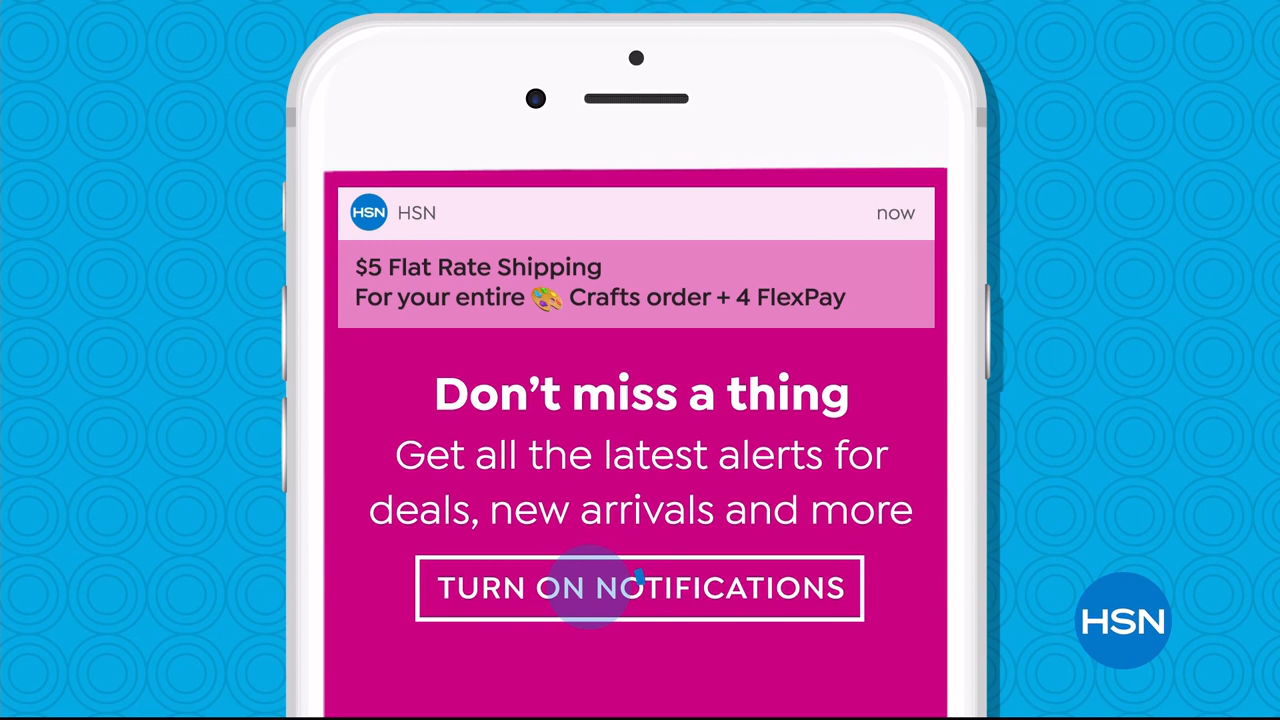 HSN HSN now
$5 Flat Rate Shipping
For your entire 🎨 Crafts order + 4 FlexPay
Don't miss a thing
Get all the latest alerts for
deals, new arrivals and more
TURN ON NOTIFICATIONS
HSN